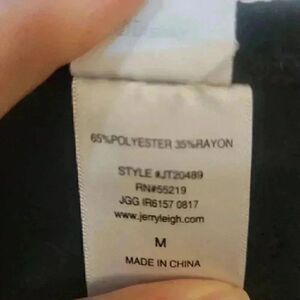 65%POLYESTER 35%RAYON
STYLE #JT20489
RN#55219
JGG IR6157 0817
www.jerryleigh.com
M
MADE IN CHINA